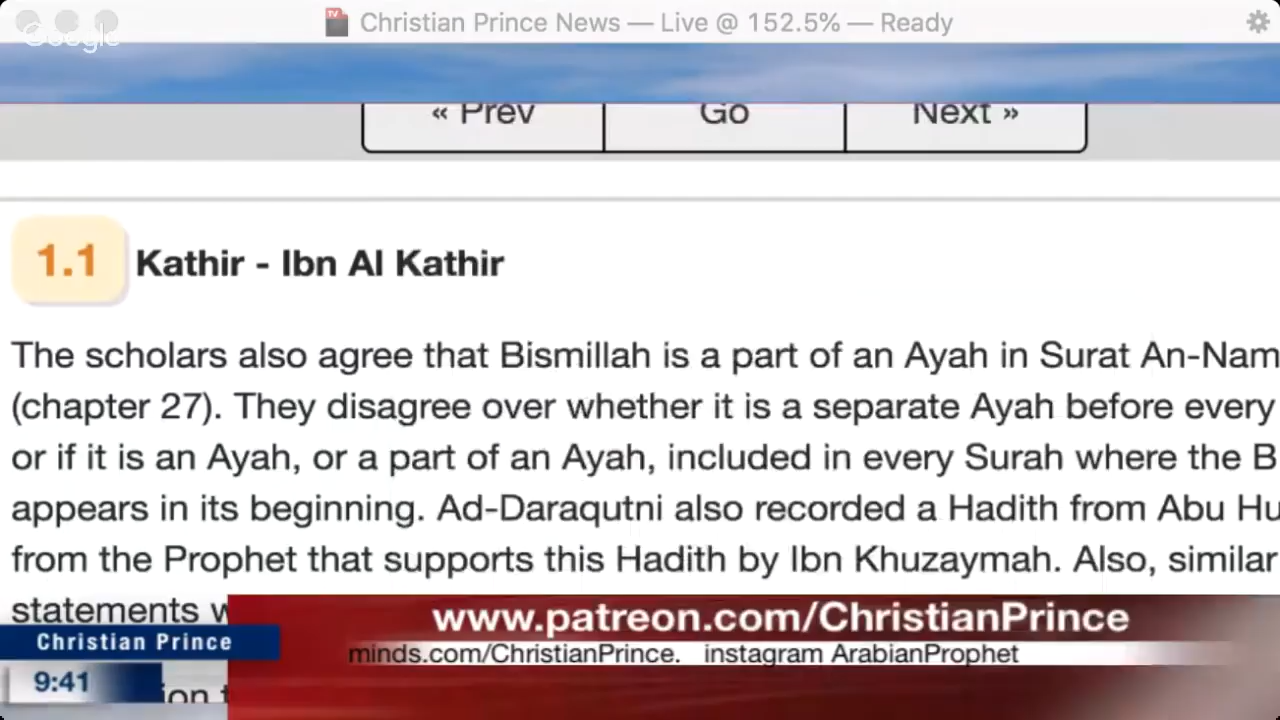 Christian Prince News — Live @ 152.5% — Ready
Google
« Prev Go Next »
1.1 Kathir - Ibn Al Kathir
The scholars also agree that Bismillah is a part of an Ayah in Surat An-Nam
(chapter 27). They disagree over whether it is a separate Ayah before every
or if it is an Ayah, or a part of an Ayah, included in every Surah where the B
appears in its beginning. Ad-Daraqutni also recorded a Hadith from Abu Hu
from the Prophet that supports this Hadith by Ibn Khuzaymah. Also, similar
statements w
www.patreon.com/ChristianPrince
Christian Prince
minds.com/ChristianPrince. instagram ArabianProphet
9:41
ion t